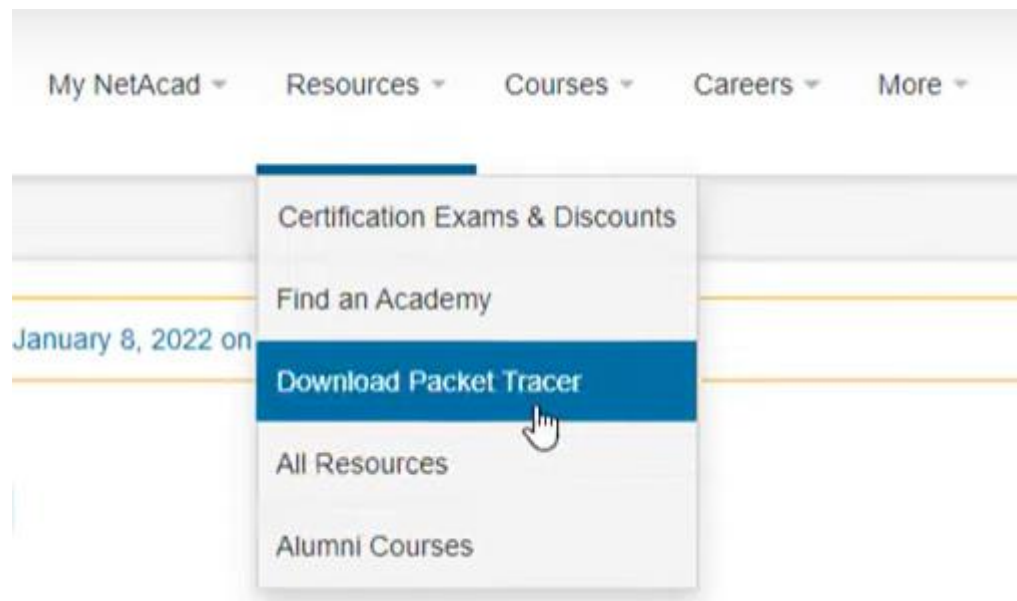 My NetAcad Resources Courses Careers More
Certification Exams & Discounts
Find an Academy
January 8, 2022 on
Download Packet Tracer
All Resources
Alumni Courses